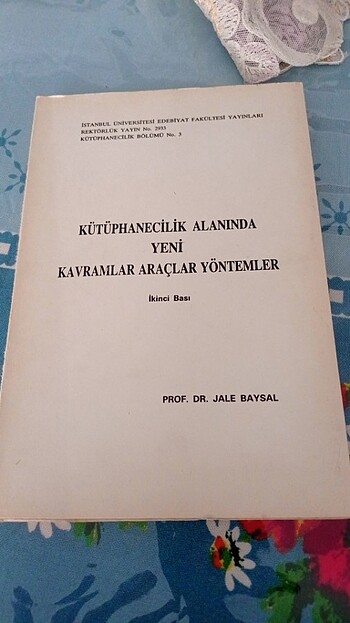 İSTANBUL ÜNİVERSİTESİ EDEBİYAT FAKÜLTESİ YAYINLARI
REKTÖRLÜK YAYIN No. 2935
KÜTÜPHANECİLİK BÖLÜMÜ No. 3
KÜTÜPHANECİLİK ALANINDA
YENİ
KAVRAMLAR ARAÇLAR YÖNTEMLER
İkinci Bası
PROF. DR. JALE BAYSAL